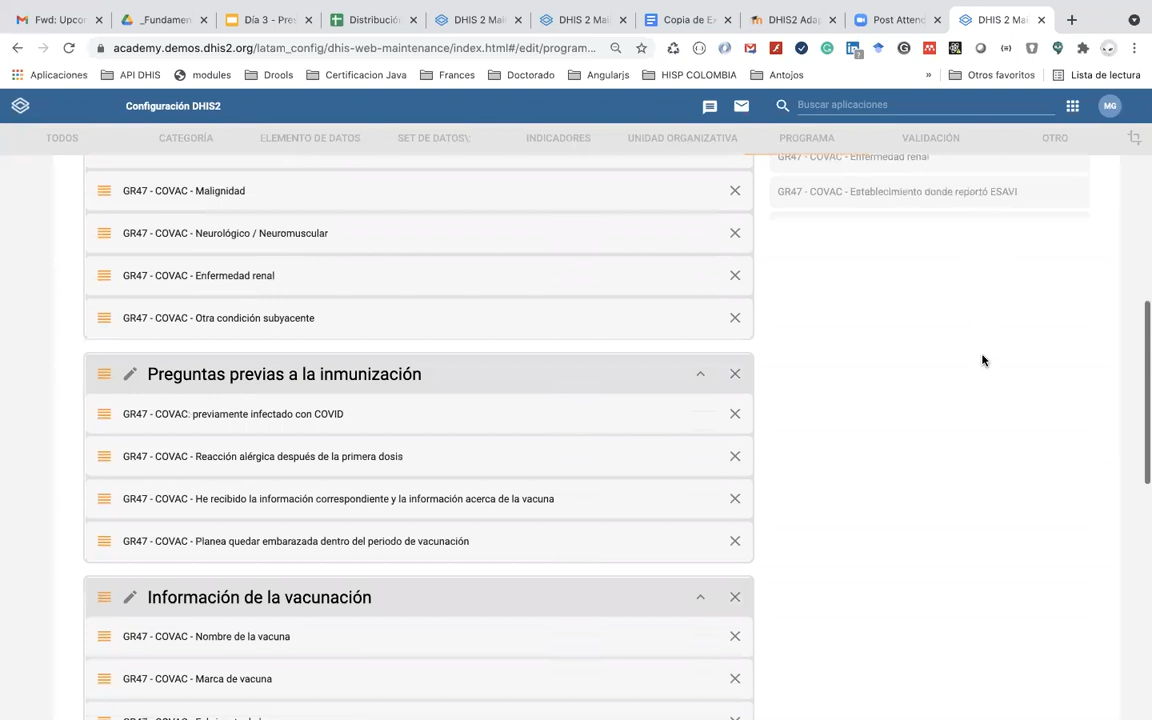 Fwd: Upcor
_Fundamen
Día 3 - Pres
Distribución
DHIS 2 Mai
DHIS 2 Mai
Copia de E
DHIS2 Adap
Post Attend
DHIS 2 Mai
academy.demos.dhis2.org/latam_config/dhis-web-maintenance/index.html#/edit/program...
Aplicaciones
API DHIS
modules
Drools
Certificacion Java
Frances
Doctorado
Angularjs
HISP COLOMBIA
Antojos
»
Otros favoritos
Lista de lectura
Configuración DHIS2
Buscar aplicaciones
MG
TODOS
CATEGORÍA
ELEMENTO DE DATOS
SET DE DATOS\;
INDICADORES
UNIDAD ORGANIZATIVA
PROGRAMA
VALIDACIÓN
OTRO
GR47 - COVAC - Enfermedad renal
GR47 - COVAC - Establecimiento donde reportó ESAVI
GR47 - COVAC - Malignidad
GR47 - COVAC - Neurológico / Neuromuscular
GR47 - COVAC - Enfermedad renal
GR47 - COVAC - Otra condición subyacente
Preguntas previas a la inmunización
GR47 - COVAC: previamente infectado con COVID
GR47 - COVAC - Reacción alérgica después de la primera dosis
GR47 - COVAC - He recibido la información correspondiente y la información acerca de la vacuna
GR47 - COVAC - Planea quedar embarazada dentro del periodo de vacunación
Información de la vacunación
GR47 - COVAC - Nombre de la vacuna
GR47 - COVAC - Marca de vacuna